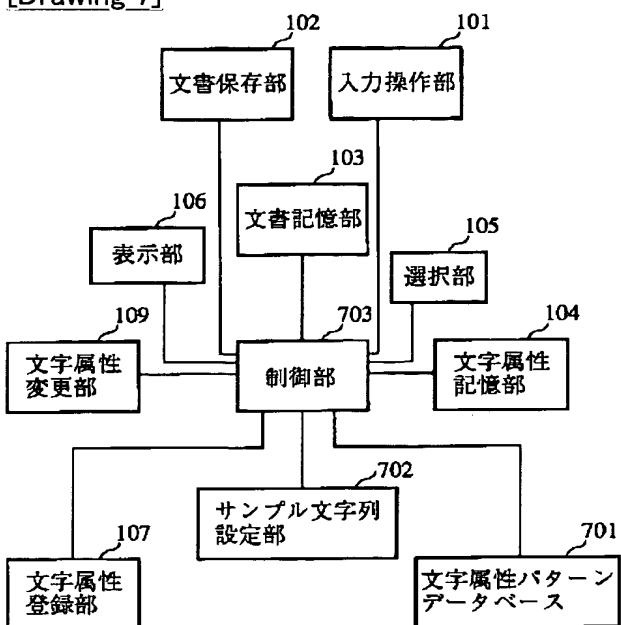 [Drawing 7]
102
101
文書保存部
入力操作部
103
文書記憶部
106
表示部
105
選択部
109
文字属性
変更部
703
制御部
104
文字属性
記憶部
702
サンプル文字列
設定部
107
文字属性
登録部
701
文字属性パターン
データベース